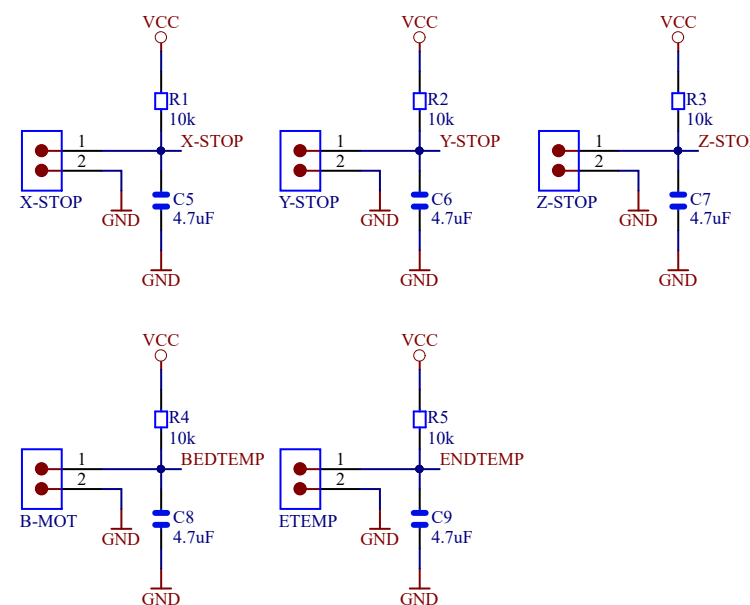 VCC
R1
10k
1
X-STOP
2
X-STOP
GND
C5
4.7uF
GND
VCC
R2
10k
1
Y-STOP
2
Y-STOP
GND
C6
4.7uF
GND
VCC
R3
10k
1
Z-STO
2
Z-STOP
GND
C7
4.7uF
GND
VCC
R4
10k
1
BEDTEMP
2
B-MOT
GND
C8
4.7uF
GND
VCC
R5
10k
1
ENDTEMP
2
ETEMP
GND
C9
4.7uF
GND